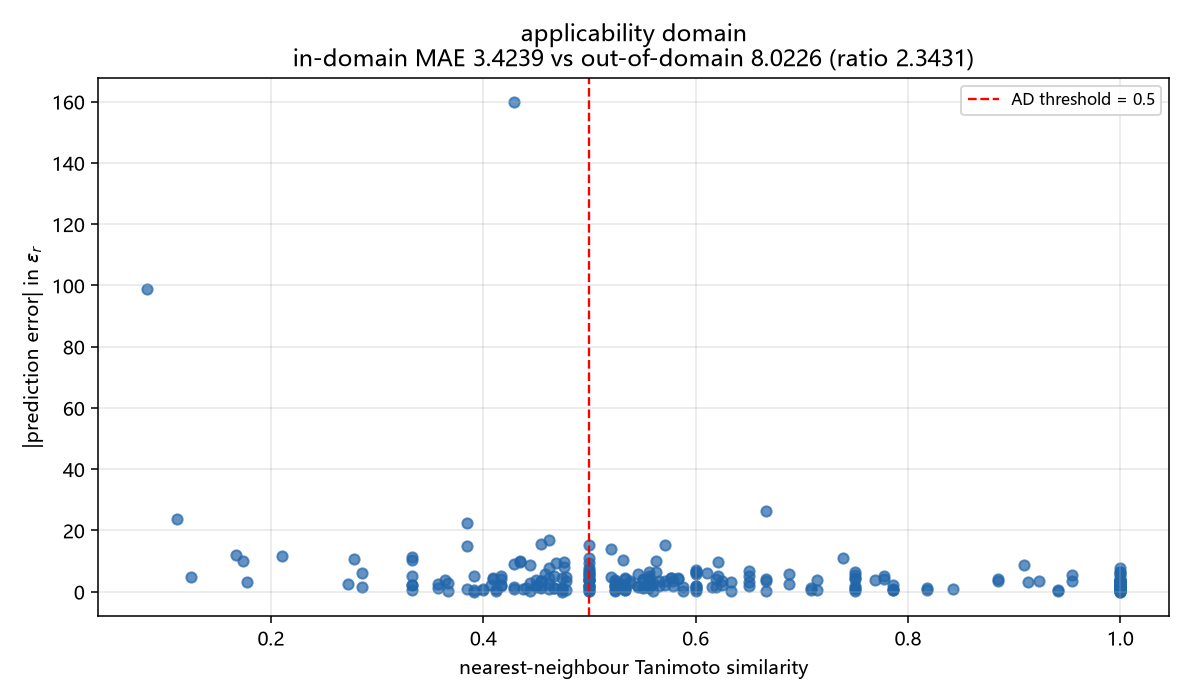 applicability domain
in-domain MAE 3.4239 vs out-of-domain 8.0226 (ratio 2.3431)
AD threshold = 0.5
|prediction error| in εr
160
140
120
100
80
60
40
20
0
0.2 0.4 0.6 0.8 1.0
nearest-neighbour Tanimoto similarity